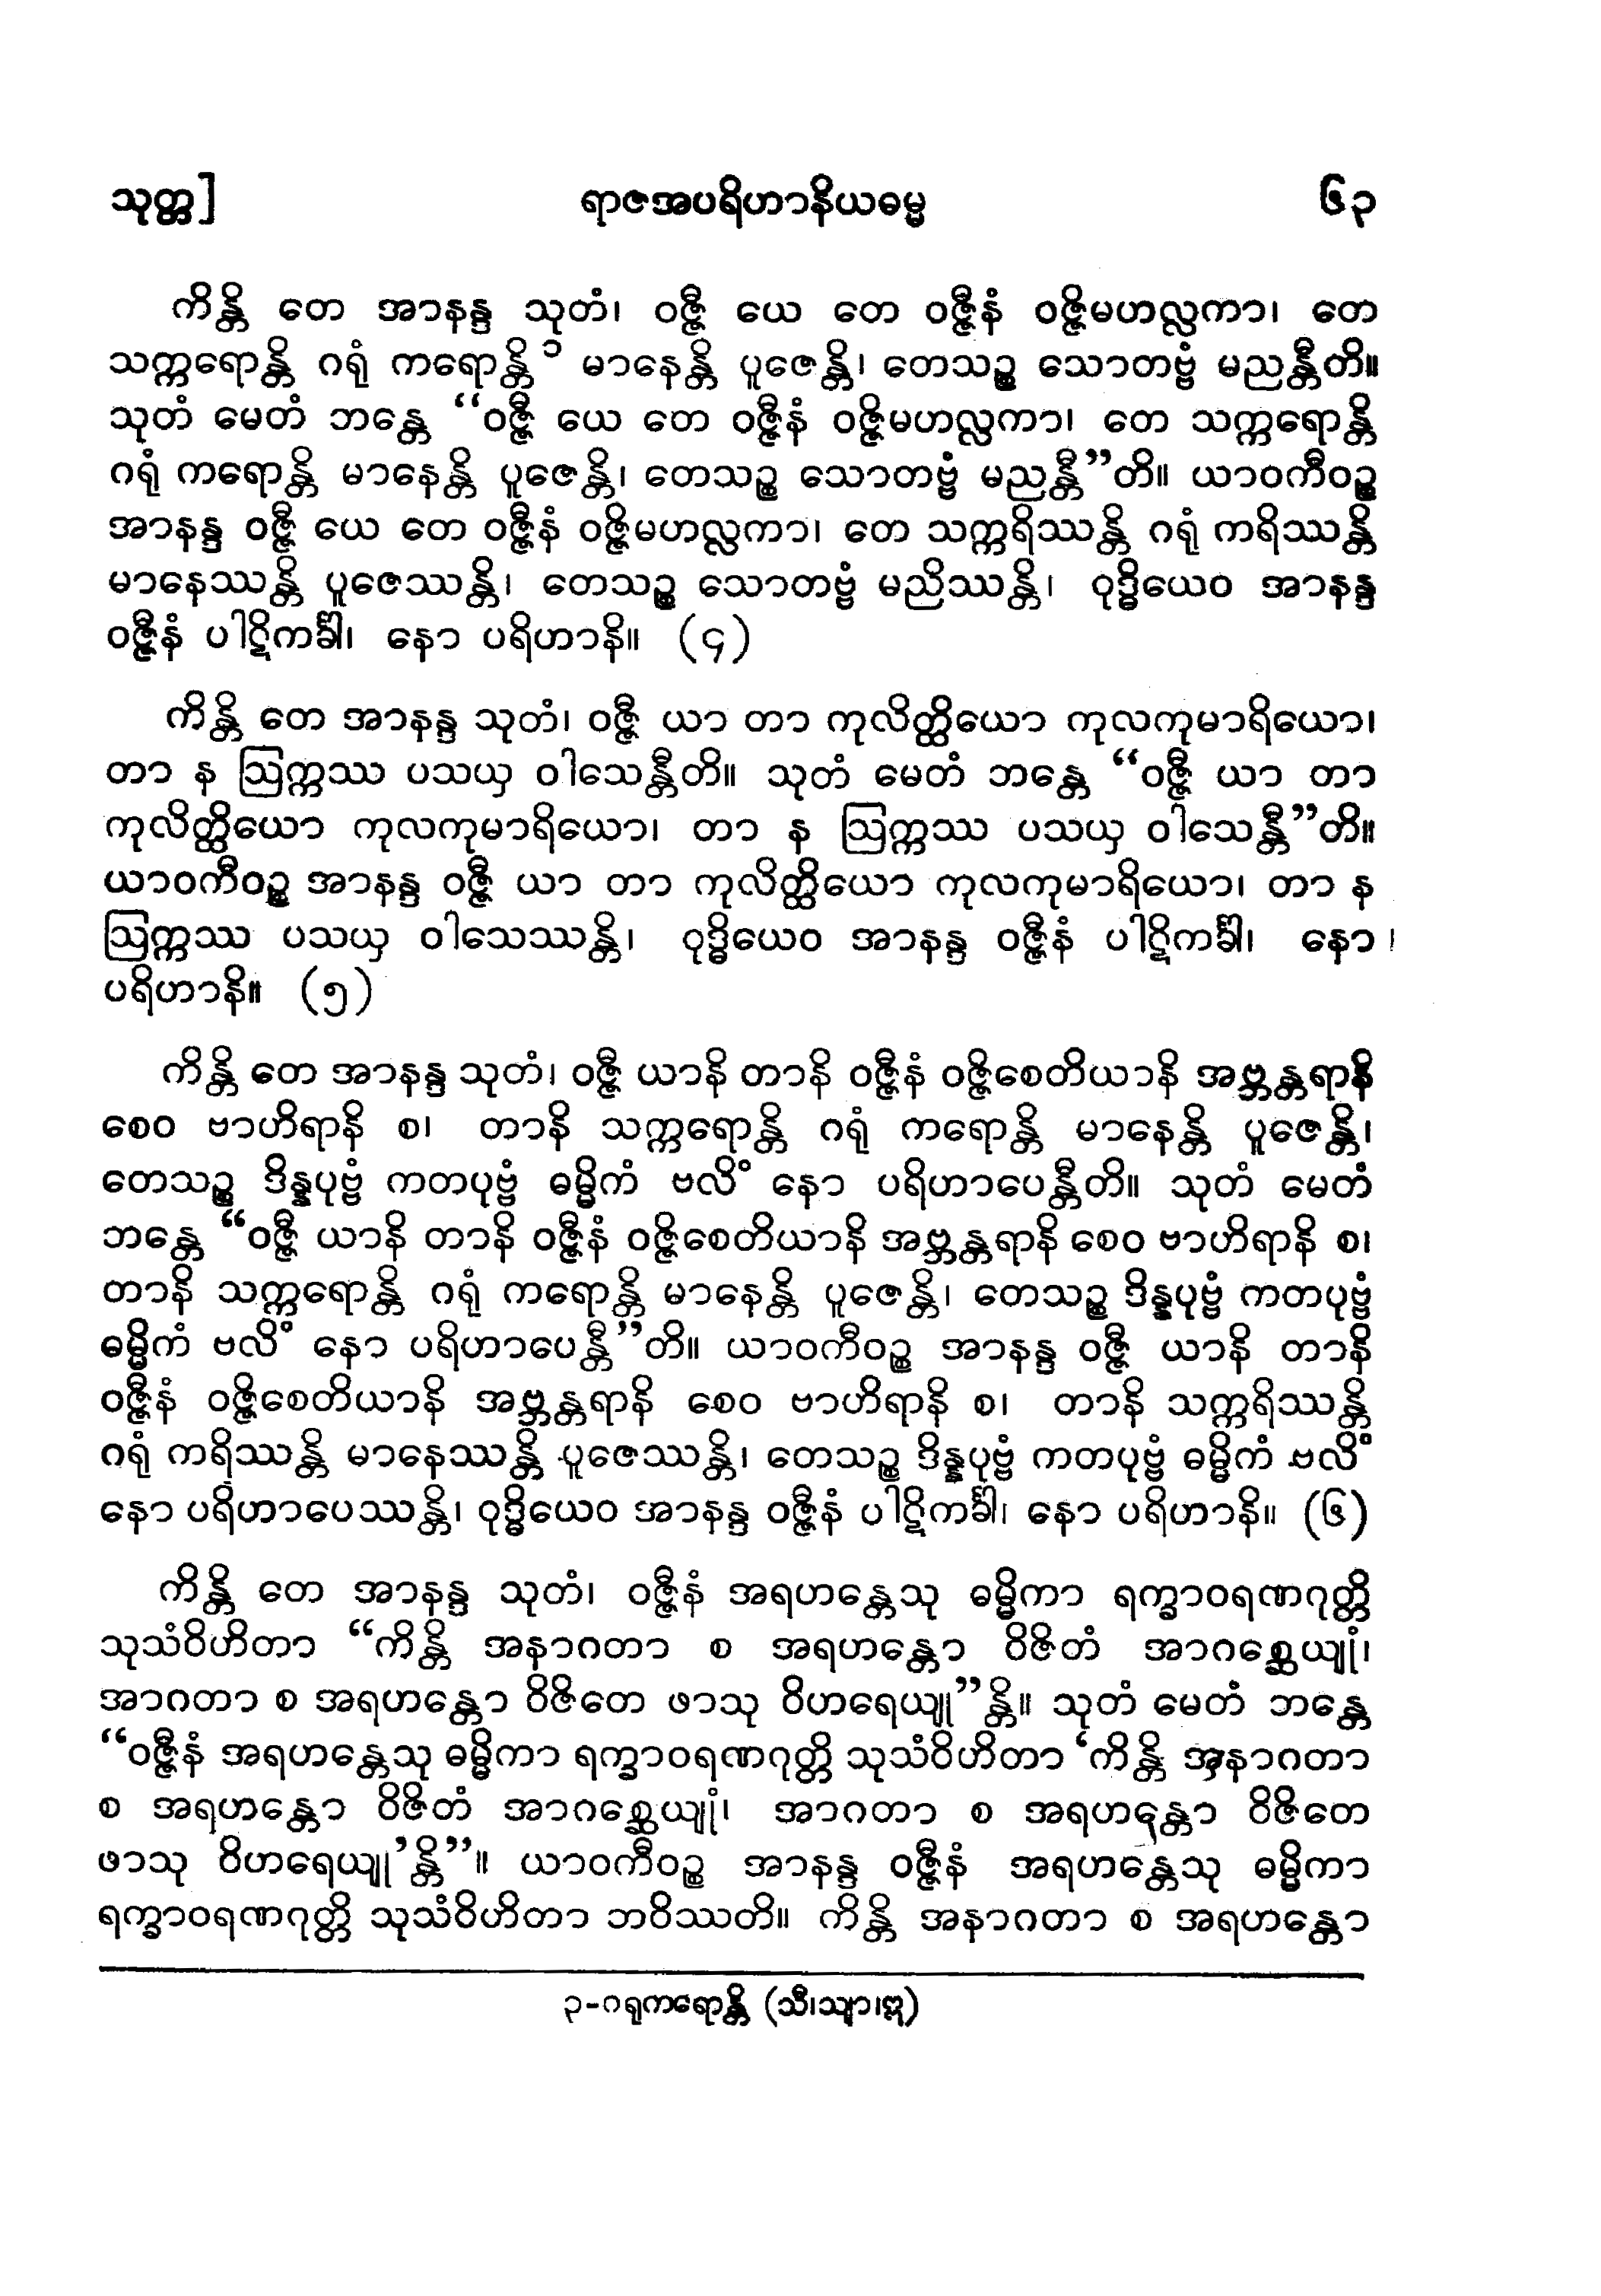 သုတ္တ]	ရာဇအပရိဟာနိယဓမ္မ	၆၃
ကိန္တိ တေ အာနန္ဒ သုတံ၊ ဝဇ္ဇီ ယေ တေ ဝဇ္ဇီနံ ဝဇ္ဇိမဟလ္လကာ၊ တေ
သက္ကရောန္တိ ဂရုံ ကရောန္တိ ၁ မာနေန္တိ ပူဇေန္တိ၊ တေသဉ္စ သောတဗ္ဗံ မညန္တီတိ။
သုတံ မေတံ ဘန္တေ “ဝဇ္ဇီ ယေ တေ ဝဇ္ဇီနံ ဝဇ္ဇိမဟလ္လကာ၊ တေ သက္ကရောန္တိ
ဂရုံ ကရောန္တိ မာနေန္တိ ပူဇေန္တိ၊ တေသဉ္စ သောတဗ္ဗံ မညန္တီ”တိ။ ယာဝကီဝဉ္စ
အာနန္ဒ ဝဇ္ဇီ ယေ တေ ဝဇ္ဇီနံ ဝဇ္ဇိမဟလ္လကာ၊ တေ သက္ကရိဿန္တိ ဂရုံ ကရိဿန္တိ
မာနေဿန္တိ ပူဇေဿန္တိ၊ တေသဉ္စ သောတဗ္ဗံ မညိဿန္တိ၊ ဝုဒ္ဓိယေဝ အာနန္ဒ
ဝဇ္ဇီနံ ပါဋိကင်္ခါ၊ နော ပရိဟာနိ။ (၄)
ကိန္တိ တေ အာနန္ဒ သုတံ၊ ဝဇ္ဇီ ယာ တာ ကုလိတ္ထိယော ကုလကုမာရိယော၊
တာ န ဩက္ကဿ ပသယှ ဝါသေန္တီတိ။ သုတံ မေတံ ဘန္တေ “ဝဇ္ဇီ ယာ တာ
ကုလိတ္ထိယော ကုလကုမာရိယော၊ တာ န ဩက္ကဿ ပသယှ ဝါသေန္တီ”တိ။
ယာဝကီဝဉ္စ အာနန္ဒ ဝဇ္ဇီ ယာ တာ ကုလိတ္ထိယော ကုလကုမာရိယော၊ တာ န
ဩက္ကဿ ပသယှ ဝါသေဿန္တိ၊ ဝုဒ္ဓိယေဝ အာနန္ဒ ဝဇ္ဇီနံ ပါဋိကင်္ခါ၊ နော
ပရိဟာနိ။ (၅)
ကိန္တိ တေ အာနန္ဒ သုတံ၊ ဝဇ္ဇီ ယာနိ တာနိ ဝဇ္ဇီနံ ဝဇ္ဇိစေတိယာနိ အဗ္ဘန္တရာနိ
စေဝ ဗာဟိရာနိ စ၊ တာနိ သက္ကရောန္တိ ဂရုံ ကရောန္တိ မာနေန္တိ ပူဇေန္တိ၊
တေသဉ္စ ဒိန္နပုဗ္ဗံ ကတပုဗ္ဗံ ဓမ္မိကံ ဗလိံ နော ပရိဟာပေန္တီတိ။ သုတံ မေတံ
ဘန္တေ “ဝဇ္ဇီ ယာနိ တာနိ ဝဇ္ဇီနံ ဝဇ္ဇိစေတိယာနိ အဗ္ဘန္တရာနိ စေဝ ဗာဟိရာနိ စ၊
တာနိ သက္ကရောန္တိ ဂရုံ ကရောန္တိ မာနေန္တိ ပူဇေန္တိ၊ တေသဉ္စ ဒိန္နပုဗ္ဗံ ကတပုဗ္ဗံ
ဓမ္မိကံ ဗလိံ နော ပရိဟာပေန္တီ”တိ။ ယာဝကီဝဉ္စ အာနန္ဒ ဝဇ္ဇီ ယာနိ တာနိ
ဝဇ္ဇီနံ ဝဇ္ဇိစေတိယာနိ အဗ္ဘန္တရာနိ စေဝ ဗာဟိရာနိ စ၊ တာနိ သက္ကရိဿန္တိ
ဂရုံ ကရိဿန္တိ မာနေဿန္တိ ပူဇေဿန္တိ၊ တေသဉ္စ ဒိန္နပုဗ္ဗံ ကတပုဗ္ဗံ ဓမ္မိကံ ဗလိံ
နော ပရိဟာပေဿန္တိ၊ ဝုဒ္ဓိယေဝ အာနန္ဒ ဝဇ္ဇီနံ ပါဋိကင်္ခါ၊ နော ပရိဟာနိ။ (၆)
ကိန္တိ တေ အာနန္ဒ သုတံ၊ ဝဇ္ဇီနံ အရဟန္တေသု ဓမ္မိကာ ရက္ခာဝရဏဂုတ္တိ
သုသံဝိဟိတာ “ကိန္တိ အနာဂတာ စ အရဟန္တော ဝိဇိတံ အာဂစ္ဆေယျုံ၊
အာဂတာ စ အရဟန္တော ဝိဇိတေ ဖာသု ဝိဟရေယျု”န္တိ။ သုတံ မေတံ ဘန္တေ
“ဝဇ္ဇီနံ အရဟန္တေသု ဓမ္မိကာ ရက္ခာဝရဏဂုတ္တိ သုသံဝိဟိတာ ‘ကိန္တိ အနာဂတာ
စ အရဟန္တော ဝိဇိတံ အာဂစ္ဆေယျုံ၊ အာဂတာ စ အရဟန္တော ဝိဇိတေ
ဖာသု ဝိဟရေယျု’န္တိ”။ ယာဝကီဝဉ္စ အာနန္ဒ ဝဇ္ဇီနံ အရဟန္တေသု ဓမ္မိကာ
ရက္ခာဝရဏဂုတ္တိ သုသံဝိဟိတာ ဘဝိဿတိ။ ကိန္တိ အနာဂတာ စ အရဟန္တော
၃-ဂရုကရောန္တိ (သီ၊သျာ၊ဣ)